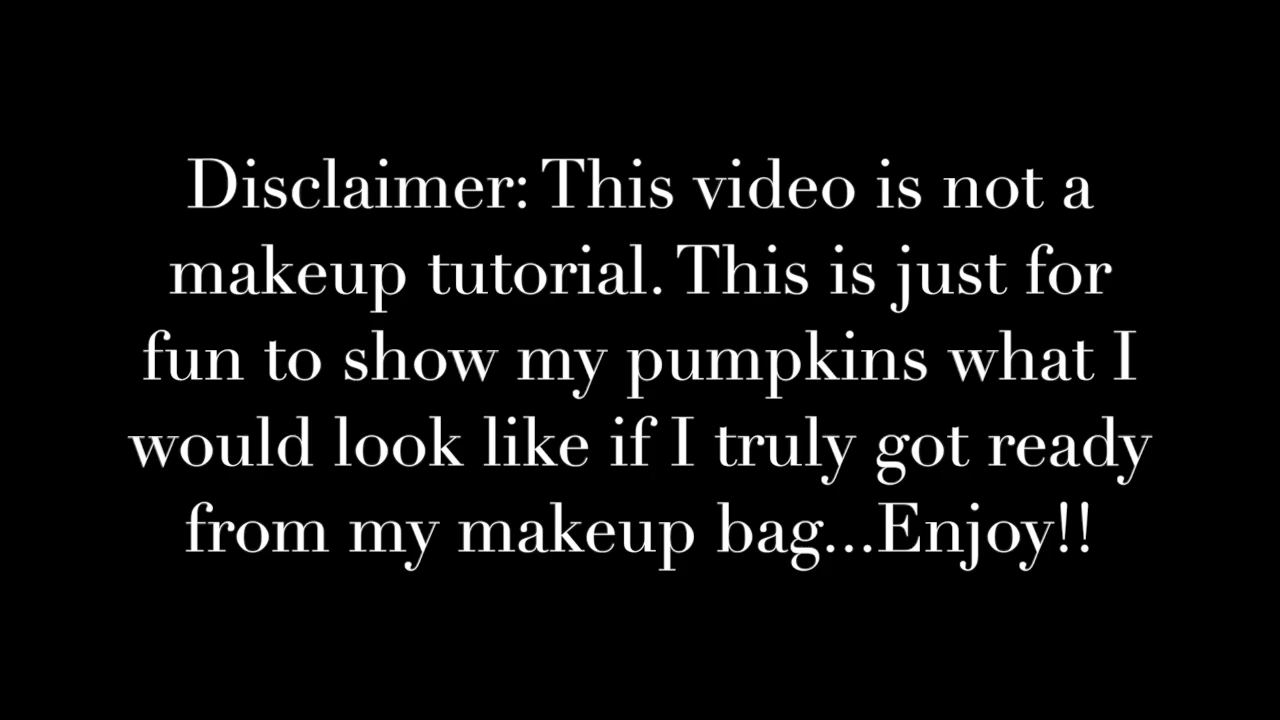 Disclaimer: This video is not a
makeup tutorial. This is just for
fun to show my pumpkins what I
would look like if I truly got ready
from my makeup bag...Enjoy!!